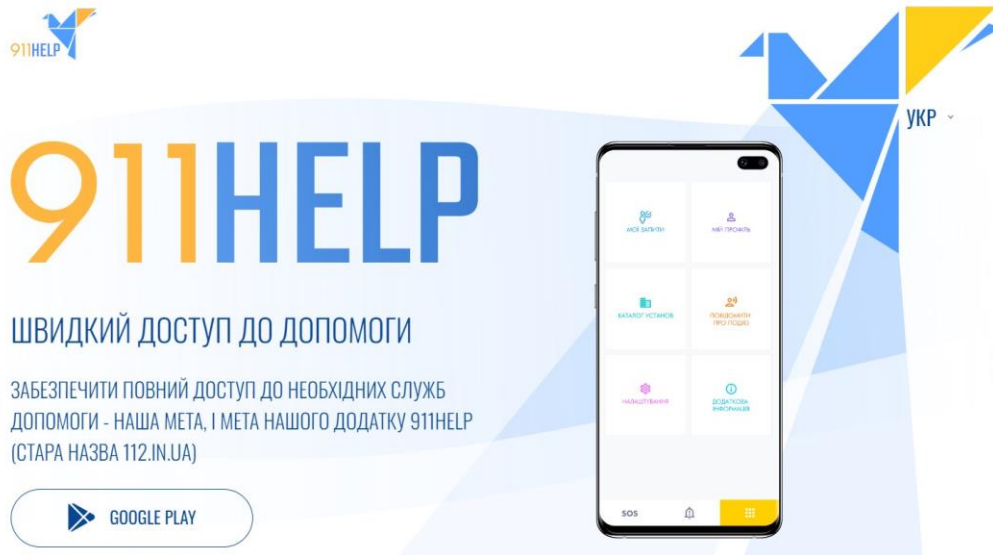 911HELP
УКР
911HELP
ШВИДКИЙ ДОСТУП ДО ДОПОМОГИ
ЗАБЕЗПЕЧИТИ ПОВНИЙ ДОСТУП ДО НЕОБХІДНИХ СЛУЖБ
ДОПОМОГИ - НАША МЕТА, І МЕТА НАШОГО ДОДАТКУ 911HELP
(СТАРА НАЗВА 112.IN.UA)
GOOGLE PLAY
МОЇ ЗАПИТИ
МІЙ ПРОФІЛЬ
КАТАЛОГ УСТАНОВ
ПОВІДОМИТИ
ПРО ПОДІЮ
НАЛАШТУВАННЯ
ДОДАТКОВА
ІНФОРМАЦІЯ
SOS